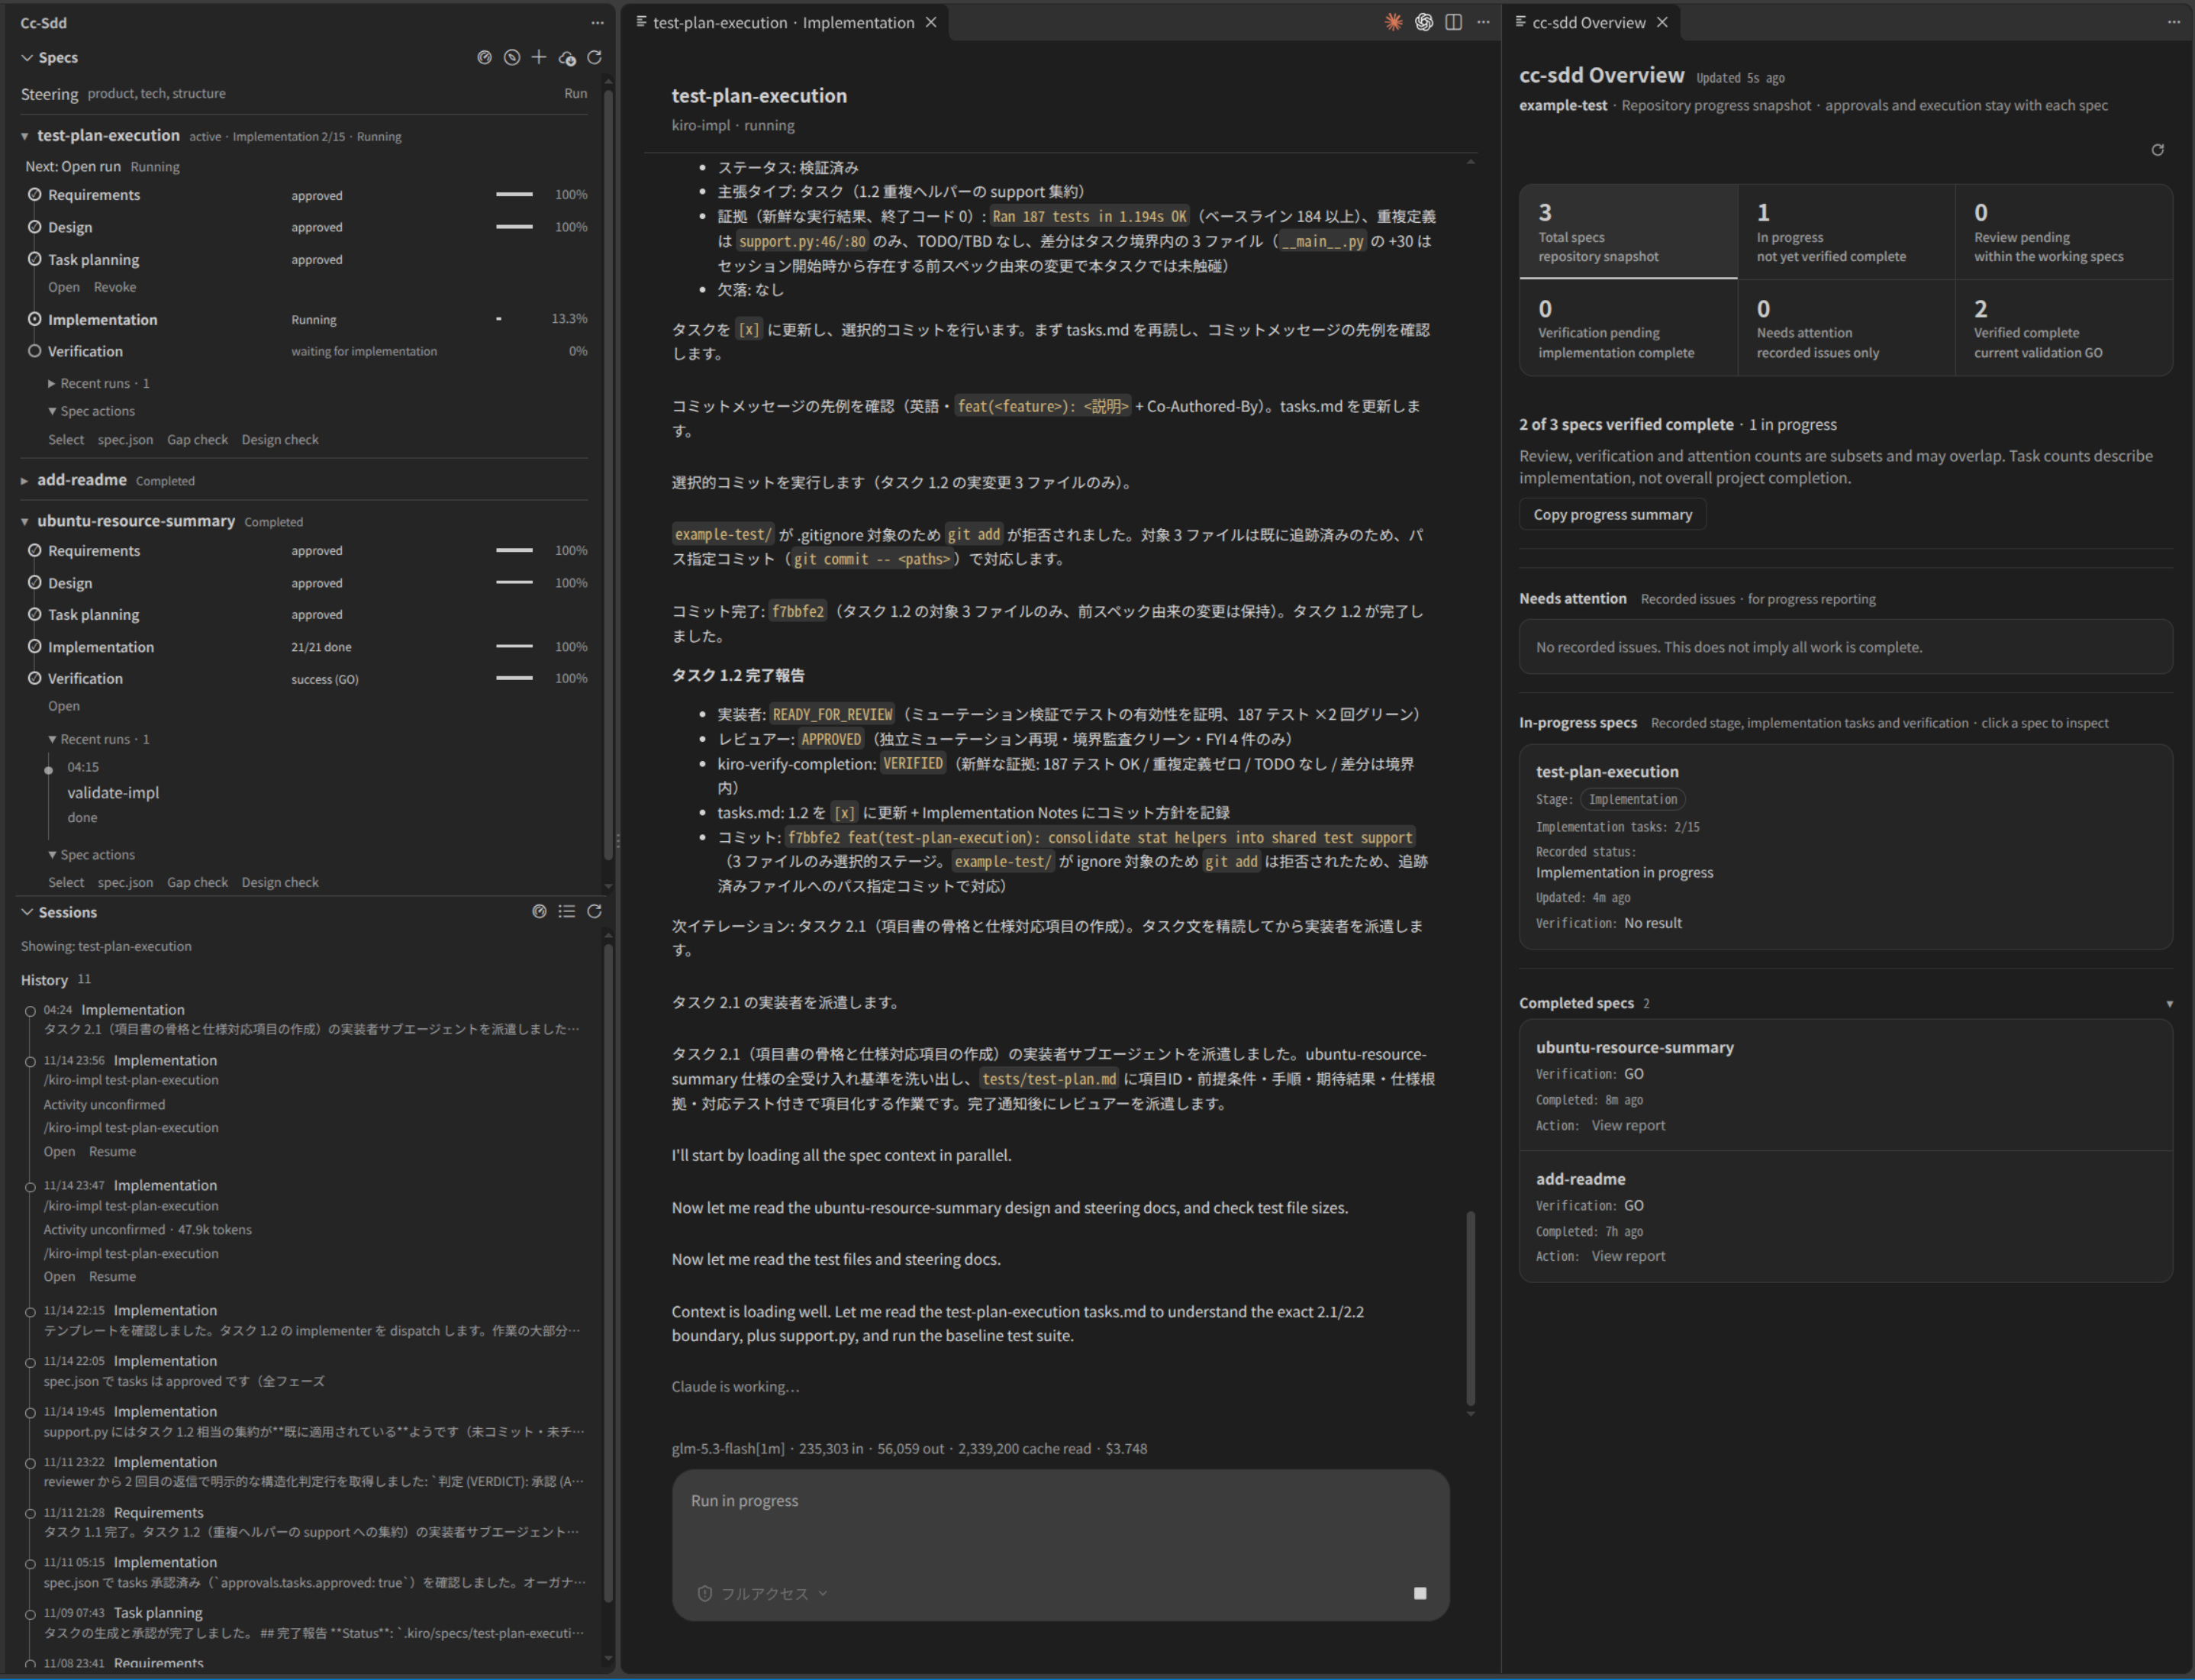 Cc-Sdd
Specs
Steering product, tech, structure Run
test-plan-execution active · Implementation 2/15 · Running
Next: Open run Running
Requirements approved 100%
Design approved 100%
Task planning approved
Open Revoke
Implementation Running 13.3%
Verification waiting for implementation 0%
Recent runs · 1
Spec actions
Select spec.json Gap check Design check
add-readme Completed
ubuntu-resource-summary Completed
Requirements approved 100%
Design approved 100%
Task planning approved
Implementation 21/21 done 100%
Verification success (GO) 100%
Open
Recent runs · 1
04:15
validate-impl
done
Spec actions
Select spec.json Gap check Design check
Sessions
Showing: test-plan-execution
History 11
04:24 Implementation
タスク 2.1（項目書の骨格と仕様対応項目の作成）の実装者サブエージェントを派遣しました…
11/14 23:56 Implementation
/kiro-impl test-plan-execution
Activity unconfirmed
/kiro-impl test-plan-execution
Open Resume
11/14 23:47 Implementation
/kiro-impl test-plan-execution
Activity unconfirmed · 47.9k tokens
/kiro-impl test-plan-execution
Open Resume
11/14 22:15 Implementation
テンプレートを確認しました。タスク 1.2 の implementer を dispatch します。作業の大部分…
11/14 22:05 Implementation
spec.json で tasks は approved です（全フェーズ
11/14 19:45 Implementation
support.py にはタスク 1.2 相当の集約が**既に適用されている**ようです（未コミット・未チ…
11/11 23:22 Implementation
reviewer から 2 回目の返信で明示的な構造化判定行を取得しました: `判定 (VERDICT): 承認 (A…
11/11 21:28 Requirements
タスク 1.1 完了。タスク 1.2（重複ヘルパーの support への集約）の実装者サブエージェント…
11/11 05:15 Implementation
spec.json で tasks 承認済み（`approvals.tasks.approved: true`）を確認しました。オーガナ…
11/09 07:43 Task planning
タスクの生成と承認が完了しました。 ## 完了報告 **Status**: `.kiro/specs/test-plan-executi…
11/08 23:41 Requirements
test-plan-execution · Implementation
test-plan-execution
kiro-impl · running
ステータス: 検証済み
主張タイプ: タスク（1.2 重複ヘルパーの support 集約）
証拠（新鮮な実行結果、終了コード 0）: Ran 187 tests in 1.194s OK（ベースライン 184 以上）、重複定義
は support.py:46/:80 のみ、TODO/TBD なし、差分はタスク境界内の 3 ファイル（__main__.py の +30 は
セッション開始時から存在する前スペック由来の変更で本タスクでは未触碰）
欠落: なし
タスクを [x] に更新し、選択的コミットを行います。まず tasks.md を再読し、コミットメッセージの先例を確認
します。
コミットメッセージの先例を確認（英語・feat(<feature>): <説明> + Co-Authored-By）。tasks.md を更新しま
す。
選択的コミットを実行します（タスク 1.2 の実変更 3 ファイルのみ）。
example-test/ が .gitignore 対象のため git add が拒否されました。対象 3 ファイルは既に追跡済みのため、パ
ス指定コミット（git commit -- <paths>）で対応します。
コミット完了: f7bbfe2（タスク 1.2 の対象 3 ファイルのみ、前スペック由来の変更は保持）。タスク 1.2 が完了し
ました。
タスク 1.2 完了報告
実装者: READY_FOR_REVIEW（ミューテーション検証でテストの有効性を証明、187 テスト ×2 回グリーン）
レビュアー: APPROVED（独立ミューテーション再現・境界監査クリーン・FYI 4 件のみ）
kiro-verify-completion: VERIFIED（新鮮な証拠: 187 テスト OK / 重複定義ゼロ / TODO なし / 差分は境界
内）
tasks.md: 1.2 を [x] に更新 + Implementation Notes にコミット方針を記録
コミット: f7bbfe2 feat(test-plan-execution): consolidate stat helpers into shared test support
（3 ファイルのみ選択的ステージ。example-test/ が ignore 対象のため git add は拒否されたため、追跡
済みファイルへのパス指定コミットで対応）
次イテレーション: タスク 2.1（項目書の骨格と仕様対応項目の作成）。タスク文を精読してから実装者を派遣しま
す。
タスク 2.1 の実装者を派遣します。
タスク 2.1（項目書の骨格と仕様対応項目の作成）の実装者サブエージェントを派遣しました。ubuntu-resource-
summary 仕様の全受け入れ基準を洗い出し、tests/test-plan.md に項目ID・前提条件・手順・期待結果・仕様根
拠・対応テスト付きで項目化する作業です。完了通知後にレビュアーを派遣します。
I'll start by loading all the spec context in parallel.
Now let me read the ubuntu-resource-summary design and steering docs, and check test file sizes.
Now let me read the test files and steering docs.
Context is loading well. Let me read the test-plan-execution tasks.md to understand the exact 2.1/2.2
boundary, plus support.py, and run the baseline test suite.
Claude is working…
glm-5.3-flash[1m] · 235,303 in · 56,059 out · 2,339,200 cache read · $3.748
Run in progress
フルアクセス
cc-sdd Overview
cc-sdd Overview Updated 5s ago
example-test · Repository progress snapshot · approvals and execution stay with each spec
3
Total specs
repository snapshot
1
In progress
not yet verified complete
0
Review pending
within the working specs
0
Verification pending
implementation complete
0
Needs attention
recorded issues only
2
Verified complete
current validation GO
2 of 3 specs verified complete · 1 in progress
Review, verification and attention counts are subsets and may overlap. Task counts describe
implementation, not overall project completion.
Copy progress summary
Needs attention Recorded issues · for progress reporting
No recorded issues. This does not imply all work is complete.
In-progress specs Recorded stage, implementation tasks and verification · click a spec to inspect
test-plan-execution
Stage: Implementation
Implementation tasks: 2/15
Recorded status:
Implementation in progress
Updated: 4m ago
Verification: No result
Completed specs 2
ubuntu-resource-summary
Verification: GO
Completed: 8m ago
Action: View report
add-readme
Verification: GO
Completed: 7h ago
Action: View report